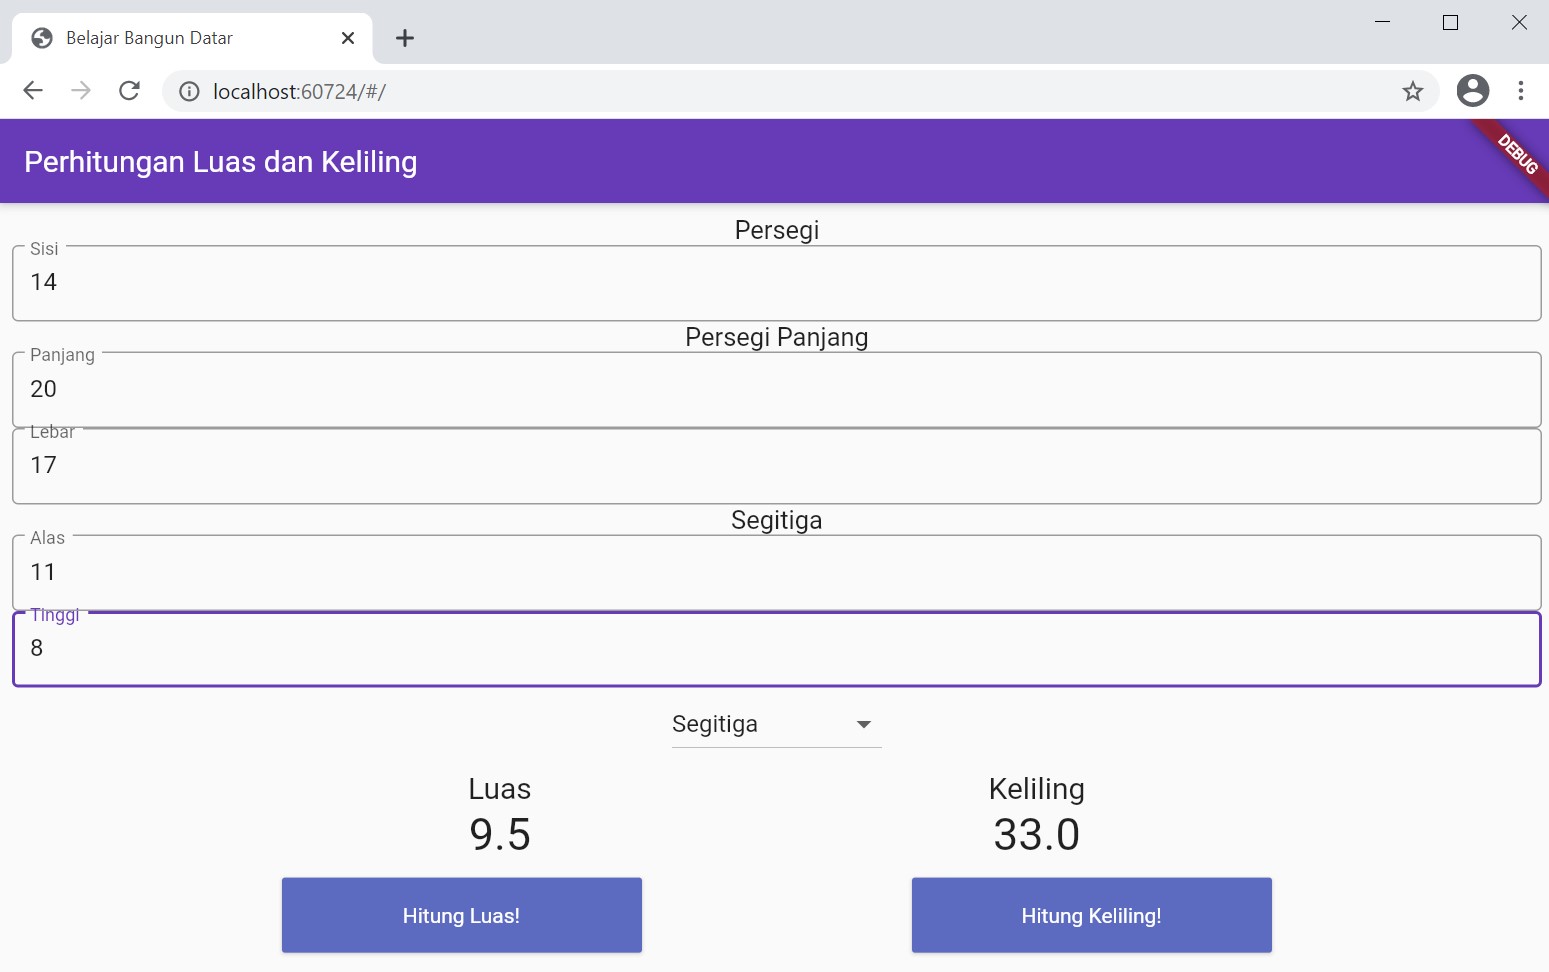 Belajar Bangun Datar
localhost:60724/#/
Perhitungan Luas dan Keliling
DEBUG
Persegi
Sisi
14
Persegi Panjang
Panjang
20
Lebar
17
Segitiga
Alas
11
Tinggi
8
Segitiga
Luas Keliling
9.5 33.0
Hitung Luas! Hitung Keliling!